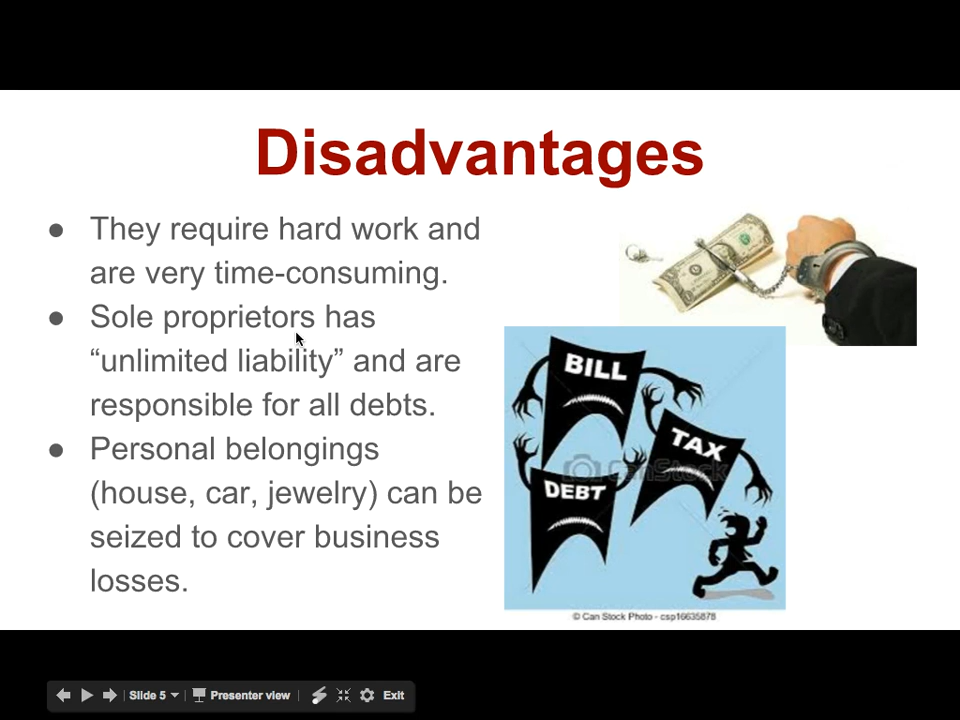 Disadvantages
● They require hard work and
are very time-consuming.
● Sole proprietors has
“unlimited liability” and are
responsible for all debts.
● Personal belongings
(house, car, jewelry) can be
seized to cover business
losses.
BILL
TAX
DEBT
CanStock
© Can Stock Photo - csp16635878
Slide 5
Presenter view
Exit